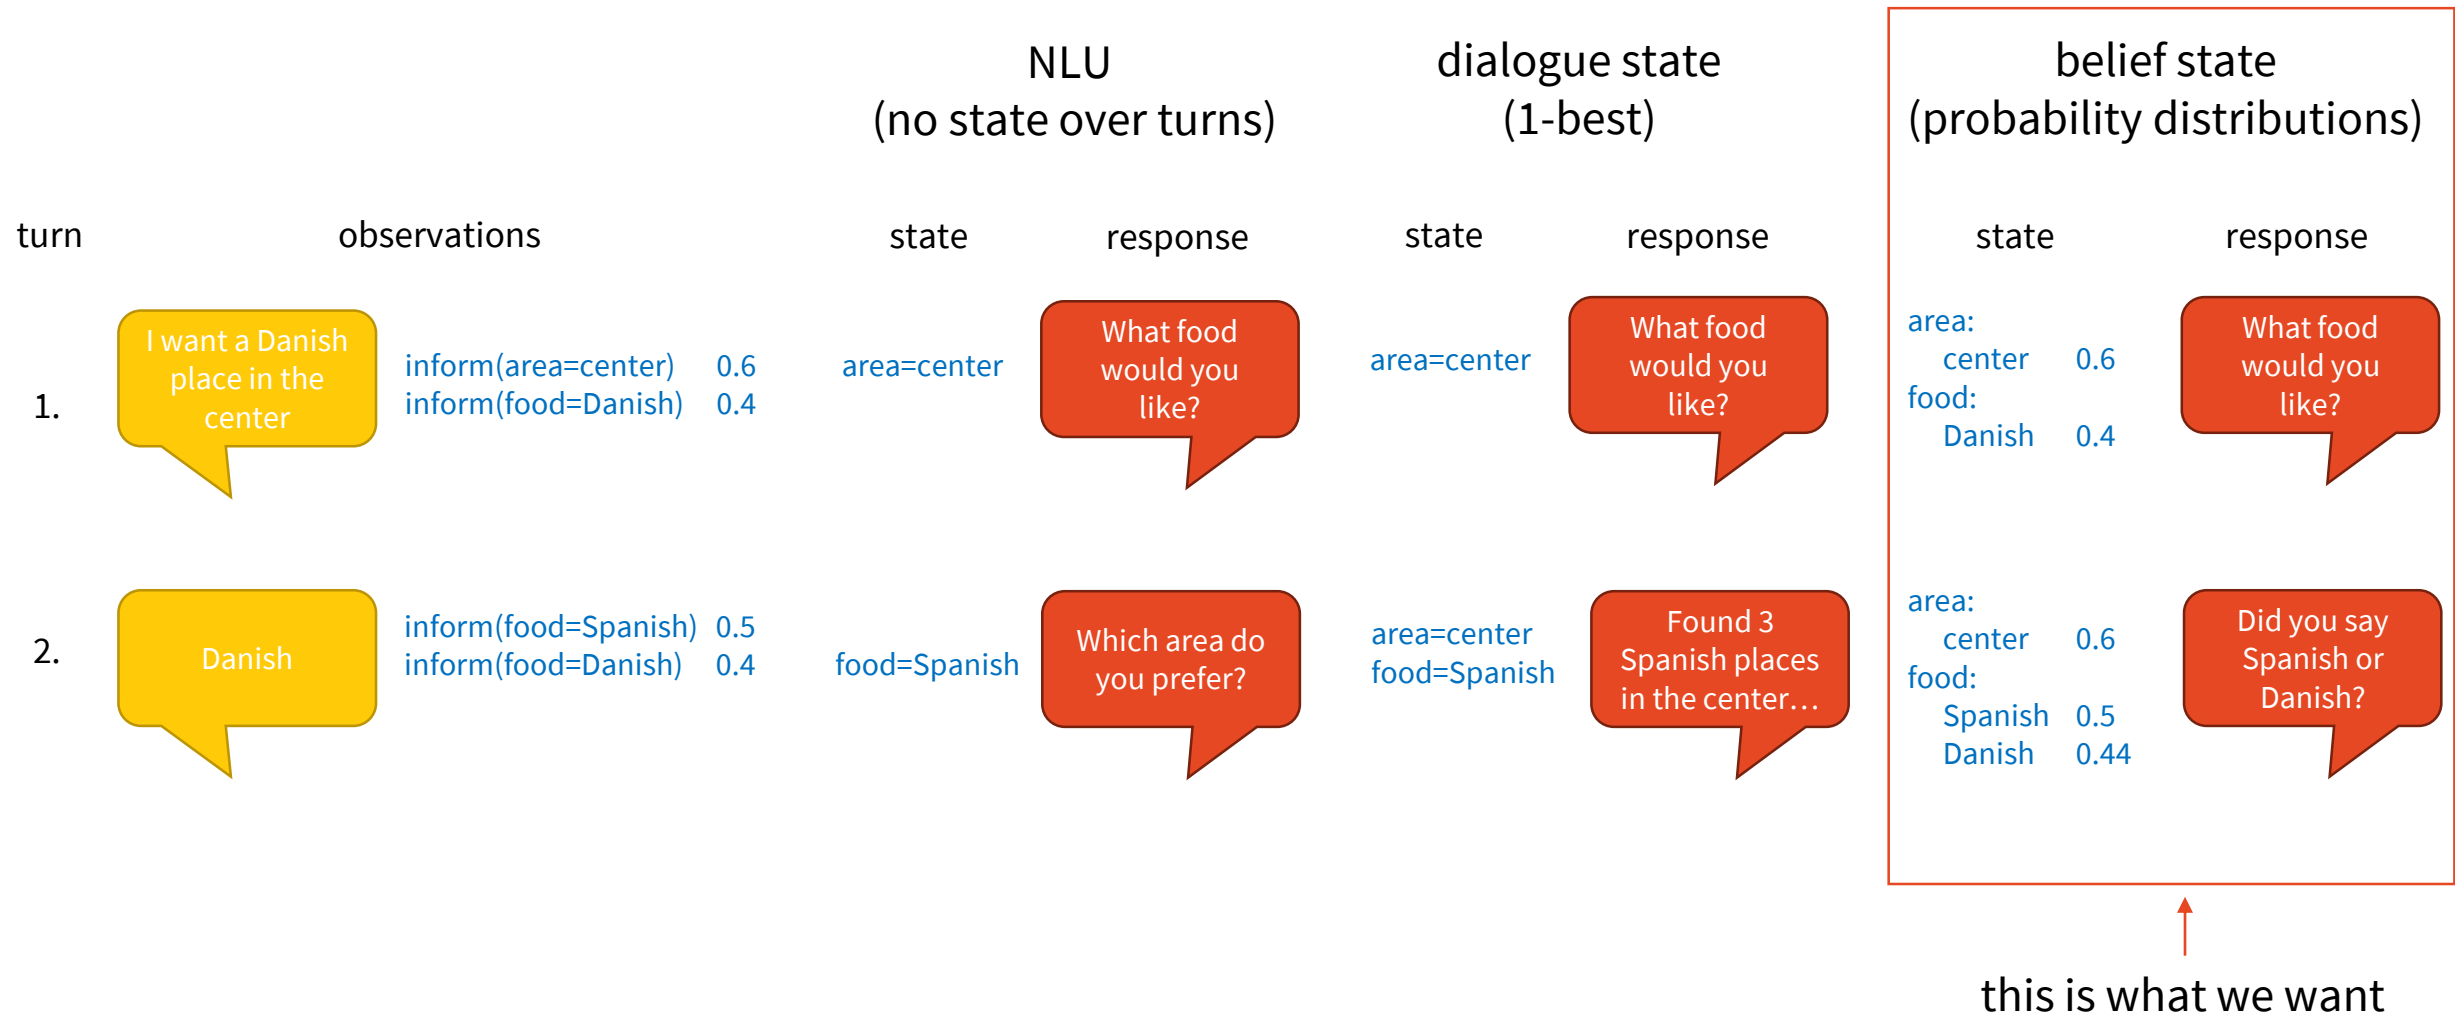 NLU
(no state over turns)
dialogue state
(1-best)
belief state
(probability distributions)
turn
observations
state
response
state
response
state
response
1.
I want a Danish
place in the
center
inform(area=center) 0.6
inform(food=Danish) 0.4
area=center
What food
would you
like?
area=center
What food
would you
like?
area:
center 0.6
food:
Danish 0.4
What food
would you
like?
2.
Danish
inform(food=Spanish) 0.5
inform(food=Danish) 0.4
food=Spanish
Which area do
you prefer?
area=center
food=Spanish
Found 3
Spanish places
in the center…
area:
center 0.6
food:
Spanish 0.5
Danish 0.44
Did you say
Spanish or
Danish?
this is what we want